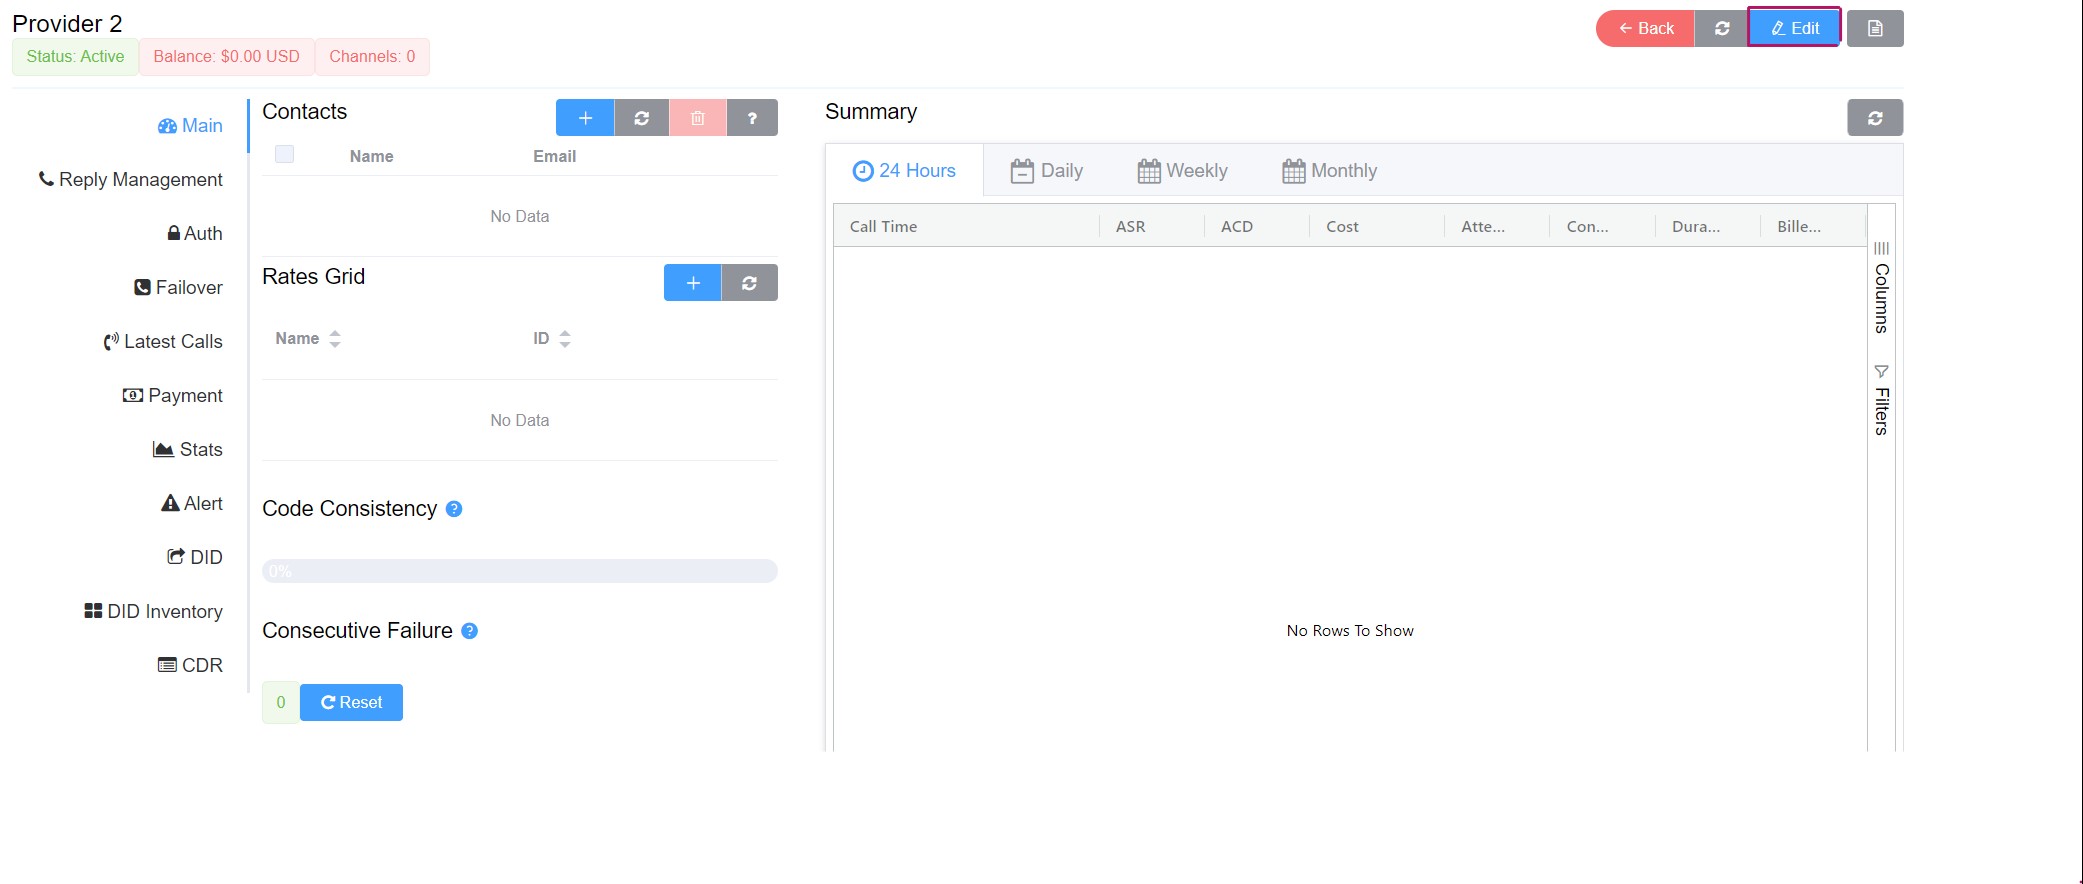 Provider 2
Status: Active Balance: $0.00 USD Channels: 0
Back Edit
Main
Reply Management
Auth
Failover
Latest Calls
Payment
Stats
Alert
DID
DID Inventory
CDR
Contacts
Name Email
No Data
Rates Grid
Name ID
No Data
Code Consistency
0%
Consecutive Failure
0 Reset
Summary
24 Hours Daily Weekly Monthly
Call Time ASR ACD Cost Atte... Con... Dura... Bille...
No Rows To Show
Columns
Filters